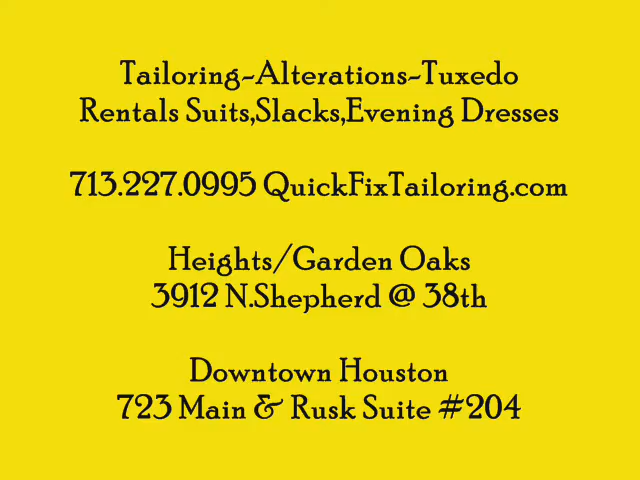 Tailoring-Alterations-Tuxedo
Rentals Suits,Slacks,Evening Dresses
713.227.0995 QuickFixTailoring.com
Heights/Garden Oaks
3912 N.Shepherd @ 38th
Downtown Houston
723 Main & Rusk Suite #204